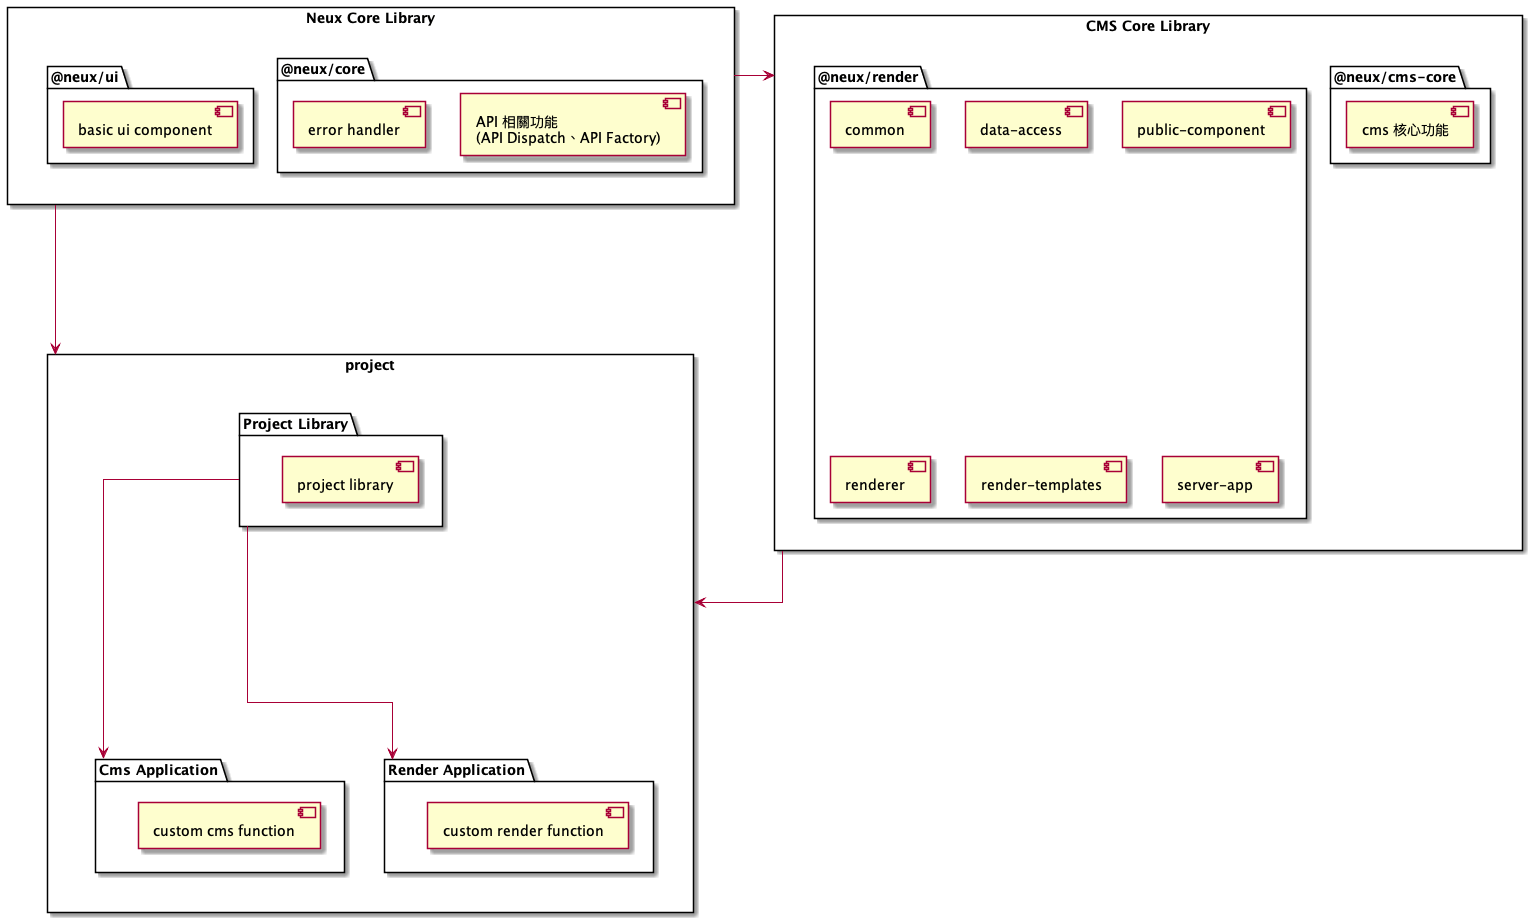 Neux Core Library
@neux/ui
basic ui component
@neux/core
error handler
API 相關功能
(API Dispatch、API Factory)
CMS Core Library
@neux/render
common
data-access
public-component
renderer
render-templates
server-app
@neux/cms-core
cms 核心功能
project
Project Library
project library
Cms Application
custom cms function
Render Application
custom render function